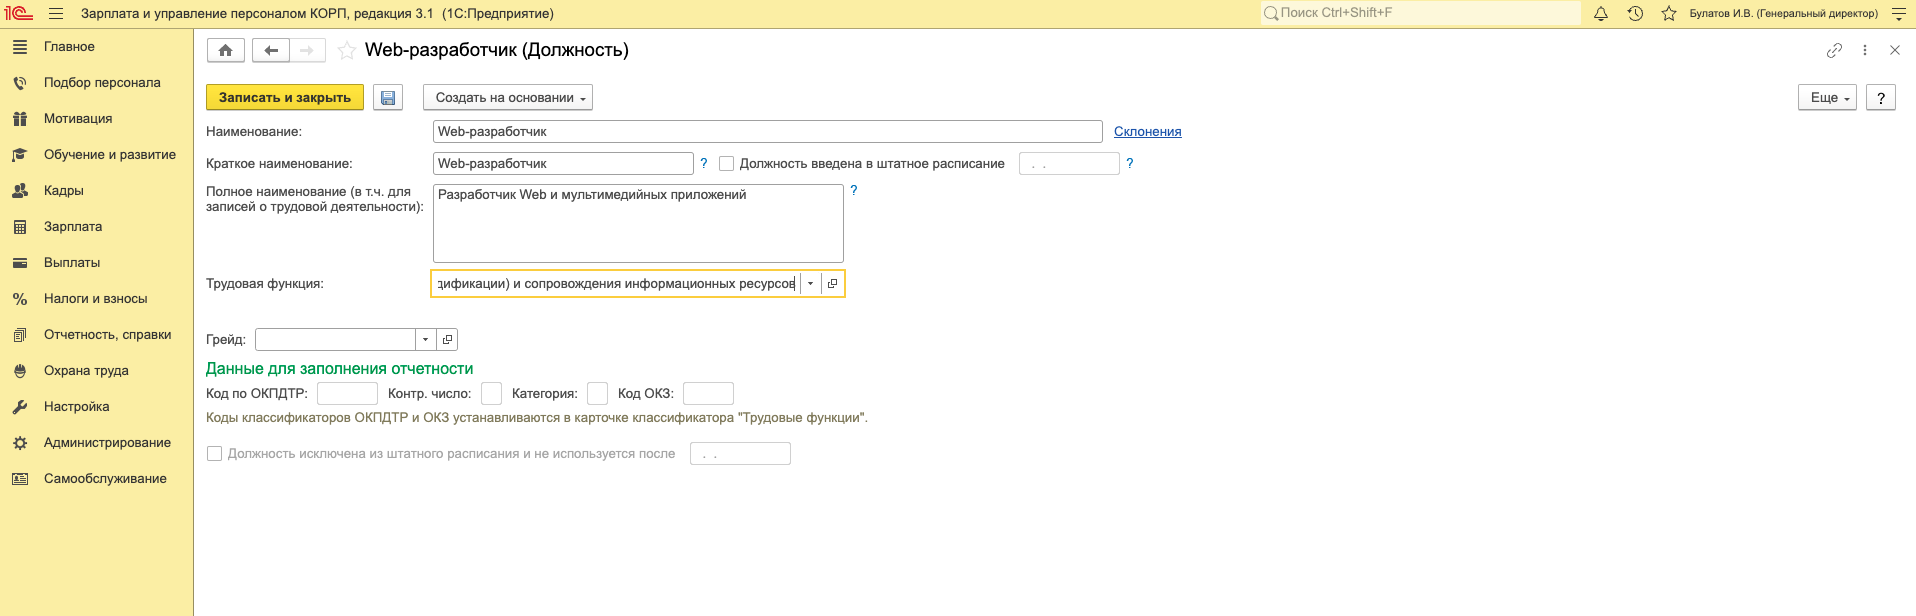 1С Зарплата и управление персоналом КОРП, редакция 3.1 (1С:Предприятие) Поиск Ctrl+Shift+F Булатов И.В. (Генеральный директор)
Главное
Подбор персонала
Мотивация
Обучение и развитие
Кадры
Зарплата
Выплаты
Налоги и взносы
Отчетность, справки
Охрана труда
Настройка
Администрирование
Самообслуживание
Web-разработчик (Должность)
Записать и закрыть Создать на основании Еще ?
Наименование: Web-разработчик Склонения
Краткое наименование: Web-разработчик ? Должность введена в штатное расписание . . ?
Полное наименование (в т.ч. для
записей о трудовой деятельности): Разработчик Web и мультимедийных приложений ?
Трудовая функция: дификации) и сопровождения информационных ресурсов
Грейд:
Данные для заполнения отчетности
Код по ОКПДТР: Контр. число: Категория: Код ОКЗ:
Коды классификаторов ОКПДТР и ОКЗ устанавливаются в карточке классификатора "Трудовые функции".
Должность исключена из штатного расписания и не используется после . .